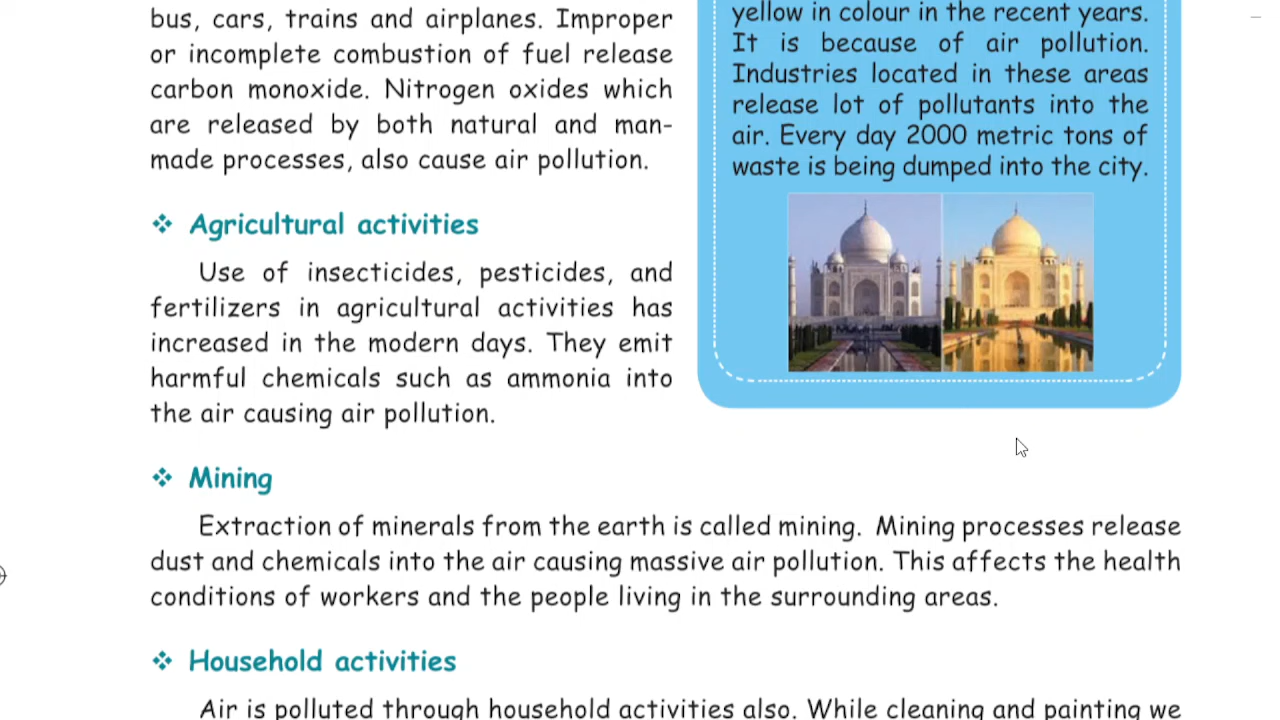 bus, cars, trains and airplanes. Improper
or incomplete combustion of fuel release
carbon monoxide. Nitrogen oxides which
are released by both natural and man-
made processes, also cause air pollution.
❖ Agricultural activities
Use of insecticides, pesticides, and
fertilizers in agricultural activities has
increased in the modern days. They emit
harmful chemicals such as ammonia into
the air causing air pollution.
yellow in colour in the recent years.
It is because of air pollution.
Industries located in these areas
release lot of pollutants into the
air. Every day 2000 metric tons of
waste is being dumped into the city.
❖ Mining
Extraction of minerals from the earth is called mining. Mining processes release
dust and chemicals into the air causing massive air pollution. This affects the health
conditions of workers and the people living in the surrounding areas.
❖ Household activities
Air is polluted through household activities also. While cleaning and painting we